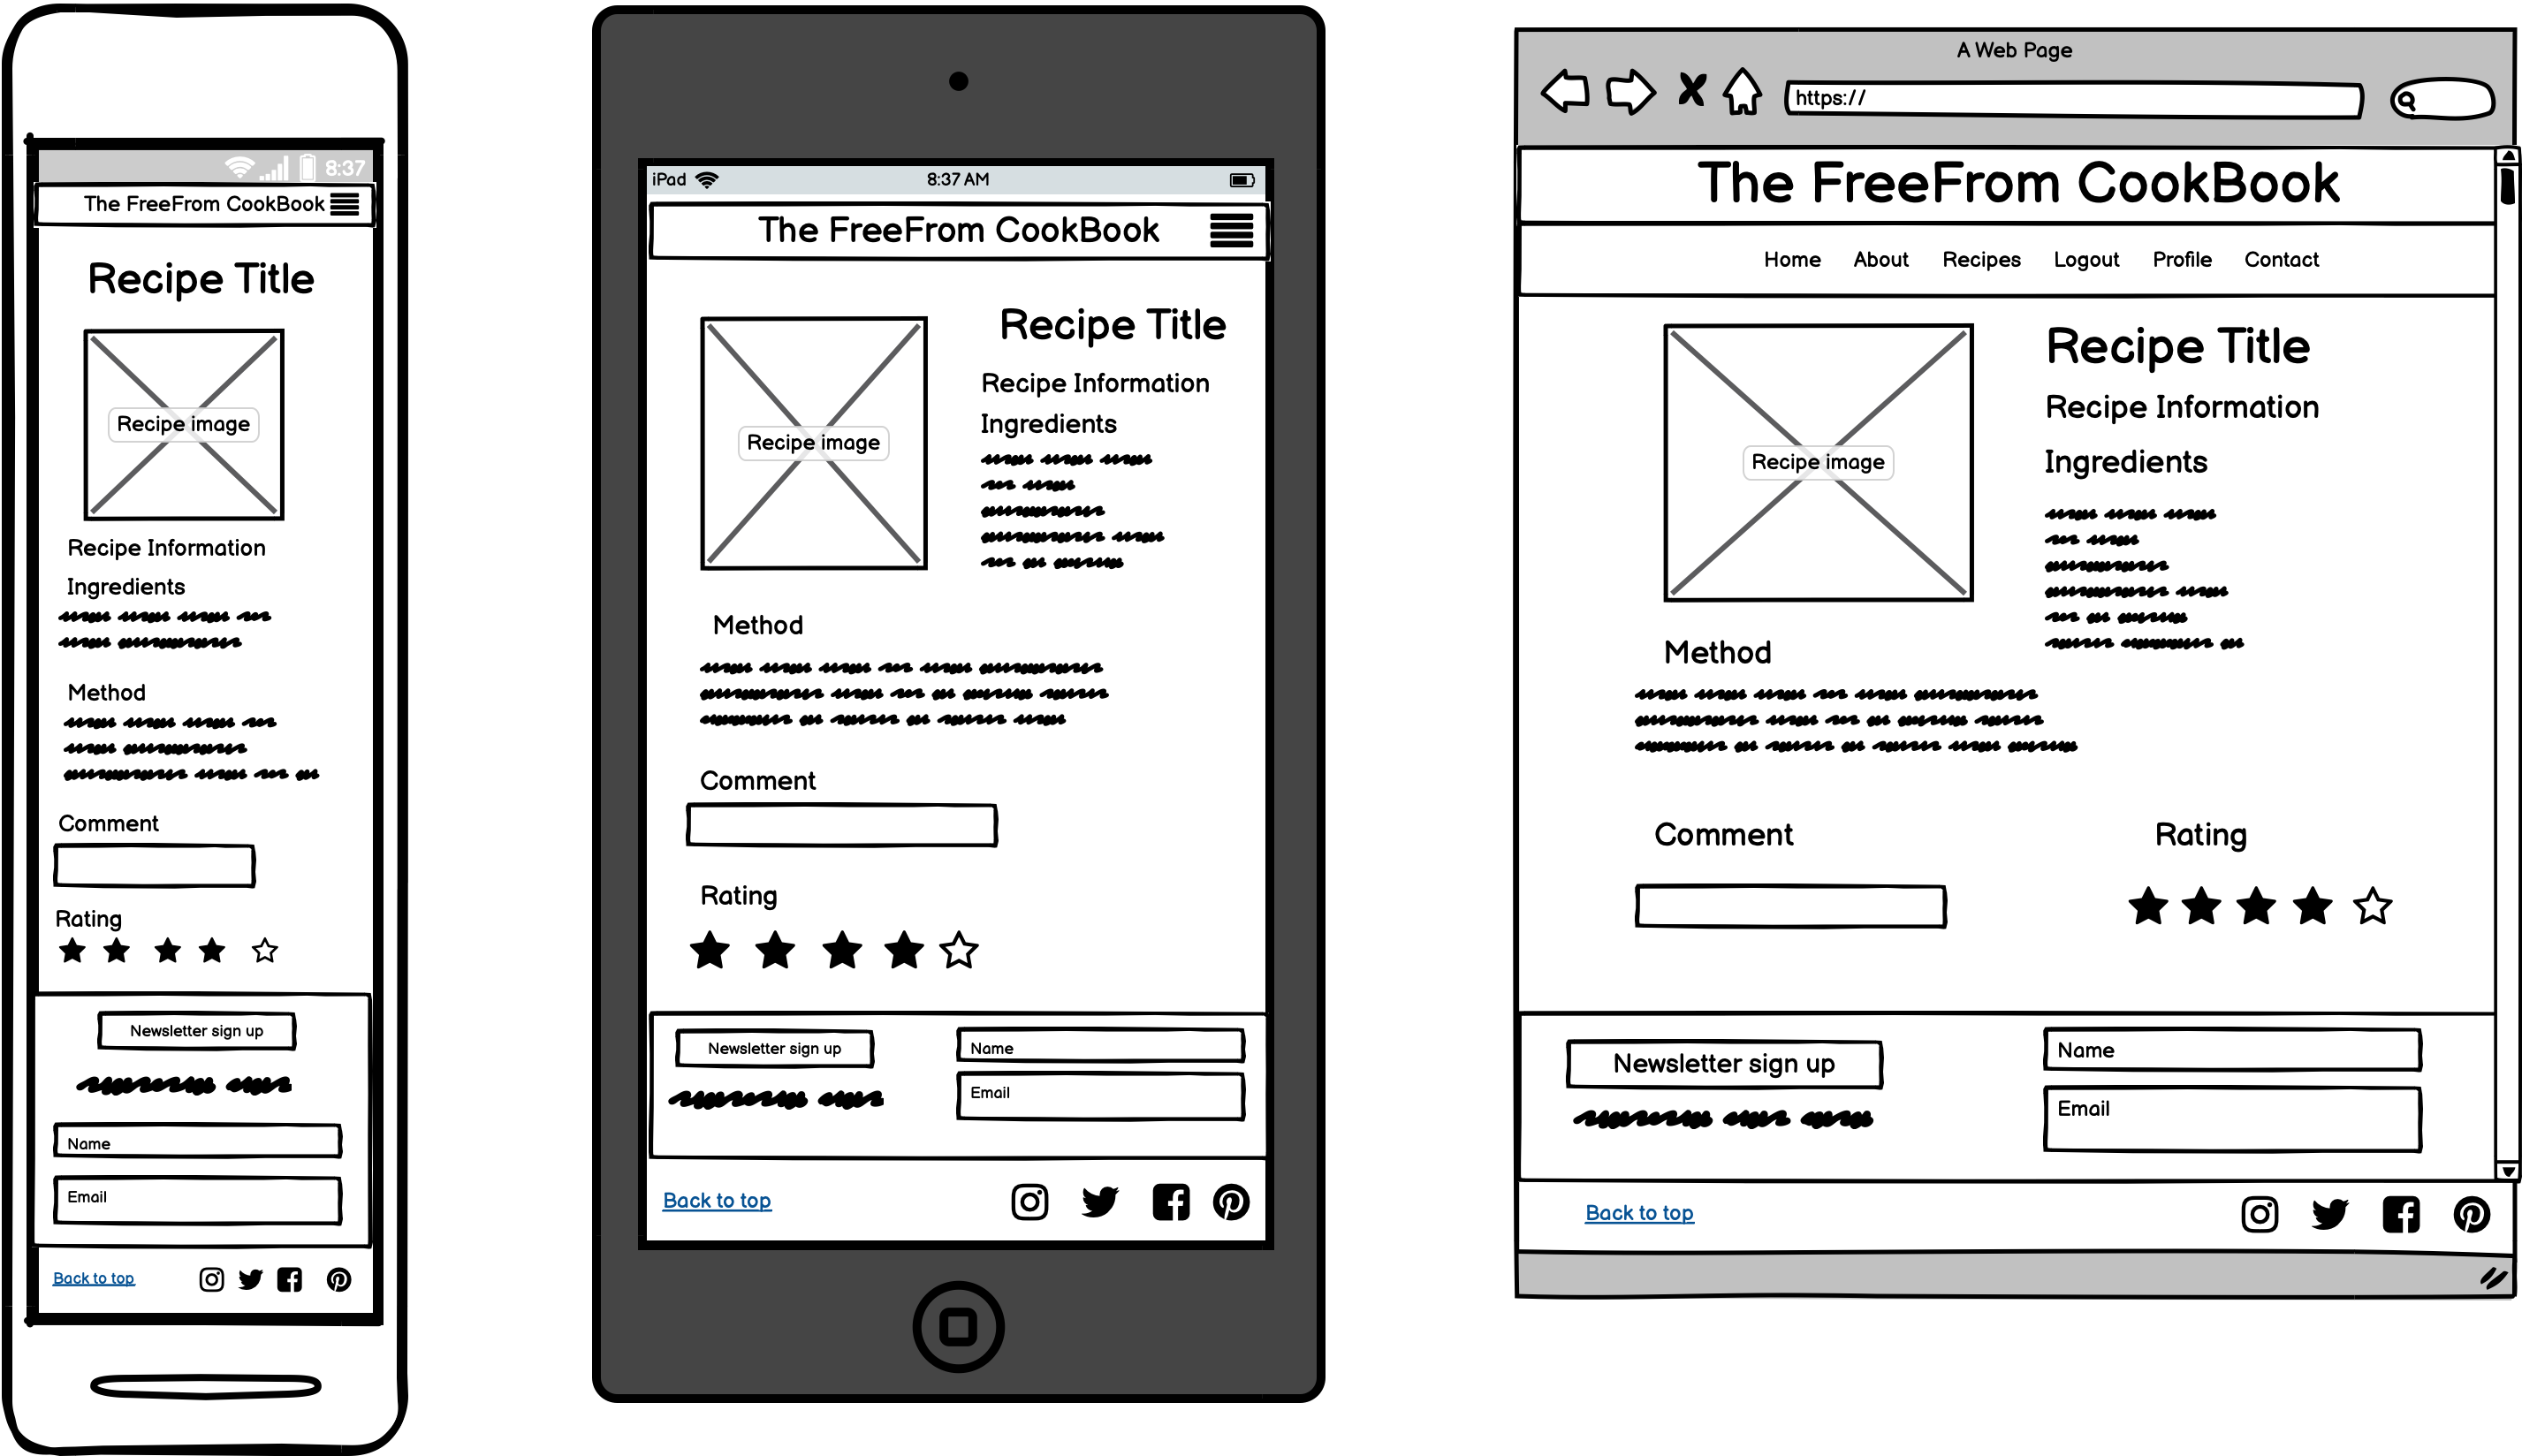 8:37
The FreeFrom CookBook
Recipe Title
Recipe image
Recipe Information
Ingredients
Method
Comment
Rating
Newsletter sign up
Name
Email
Back to top
iPad
8:37 AM
The FreeFrom CookBook
Recipe image
Recipe Title
Recipe Information
Ingredients
Method
Comment
Rating
Newsletter sign up
Name
Email
Back to top
A Web Page
https://
The FreeFrom CookBook
Home About Recipes Logout Profile Contact
Recipe image
Recipe Title
Recipe Information
Ingredients
Method
Comment
Rating
Newsletter sign up
Name
Email
Back to top